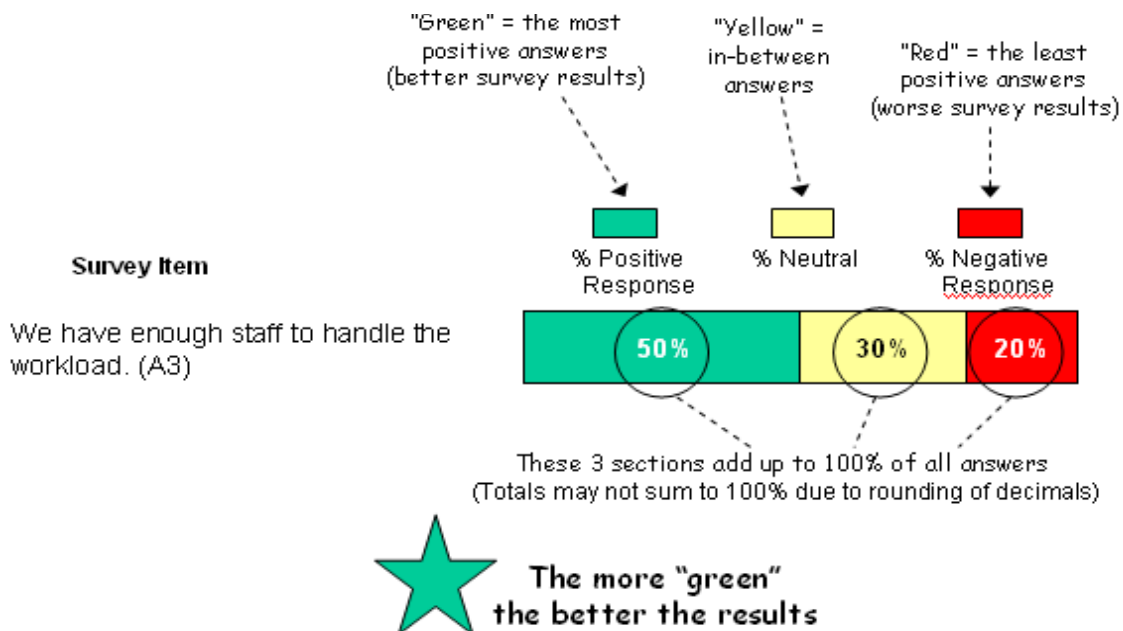 "Green" = the most
positive answers
(better survey results)
"Yellow" =
in-between
answers
"Red" = the least
positive answers
(worse survey results)
Survey Item
% Positive
Response
% Neutral
% Negative
Response
We have enough staff to handle the
workload. (A3)
50%
30%
20%
These 3 sections add up to 100% of all answers
(Totals may not sum to 100% due to rounding of decimals)
The more "green"
the better the results